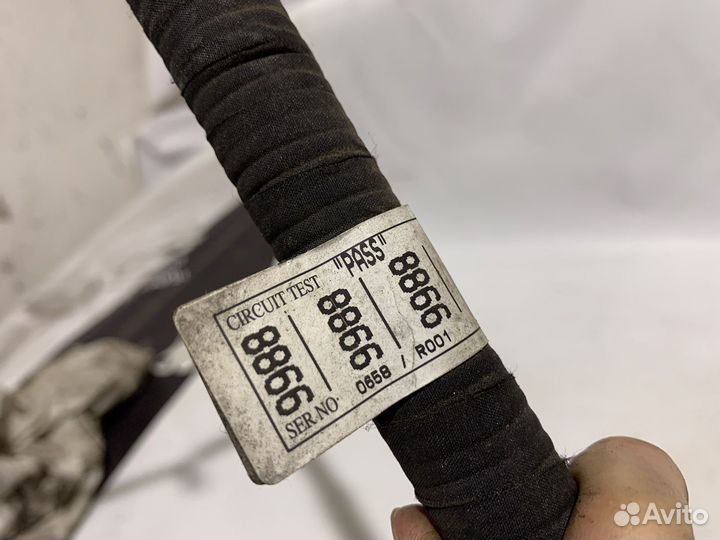 CIRCUIT TEST "PASS"
8866 8866 8866
SER-NO· 0658 / R001
Avito